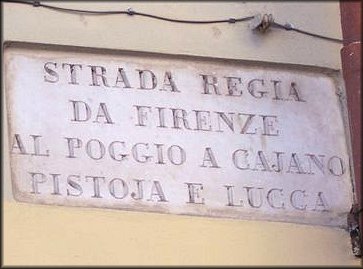 STRADA REGIA
DA FIRENZE
AL POGGIO A CAJANO
PISTOJA E LUCCA